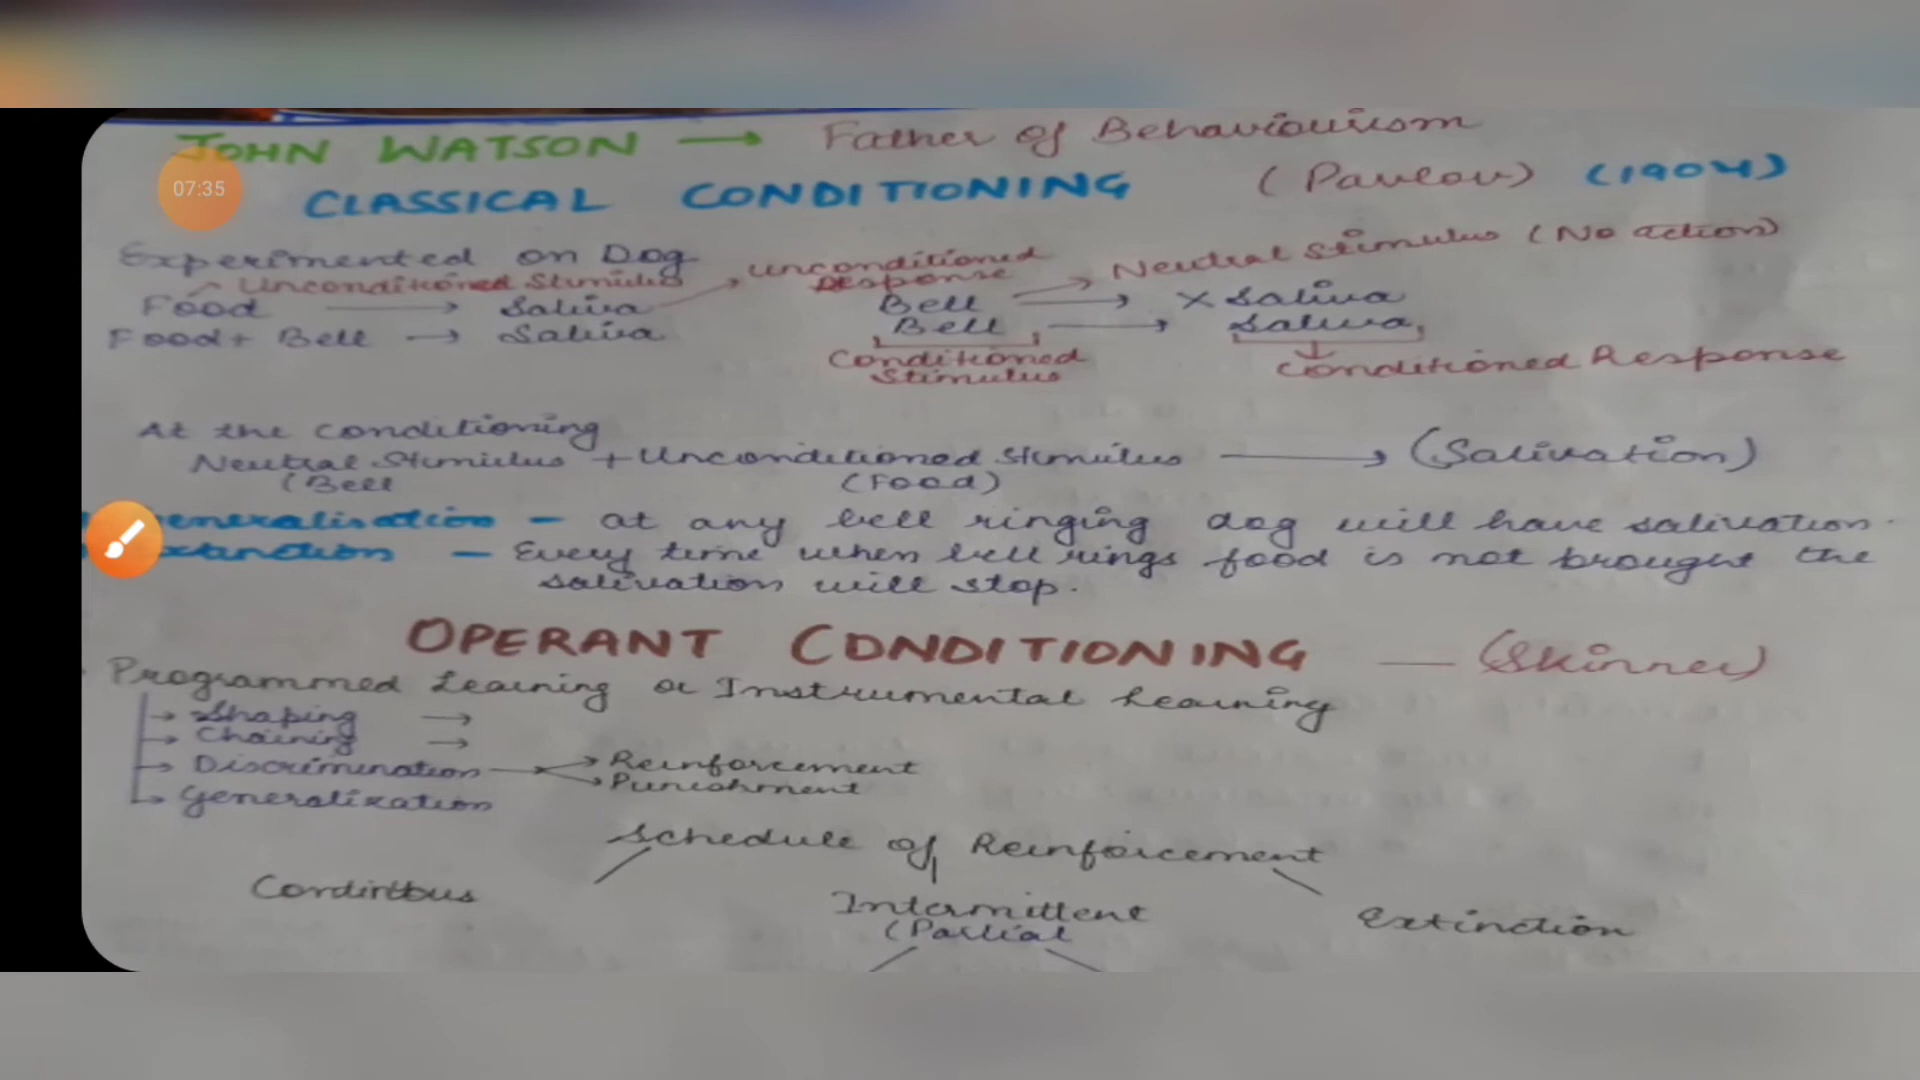 JOHN WATSON → Father of Behaviourism
07:35
CLASSICAL CONDITIONING (Pavlov) (1904)
Experimented on Dog
Unconditioned Stimulus
Unconditioned Response
Neutral Stimulus (No action)
Food → Saliva
Bell → × Saliva
Food + Bell → Saliva
Bell → Saliva
Conditioned Stimulus
Conditioned Response
At the conditioning
Neutral Stimulus + Unconditioned Stimulus → (Salivation)
(Bell (Food)
eneralisation - at any bell ringing dog will have salivation.
xtinction - Every time when bell rings food is not brought the
salivation will stop.
OPERANT CONDITIONING — (Skinner)
Programmed Learning or Instrumental Learning
→ Shaping →
→ Chaining →
→ Discrimination → Reinforcement
→ Punishment
→ Generalization
Schedule of Reinforcement
Intermittent
(Partial
Extinction